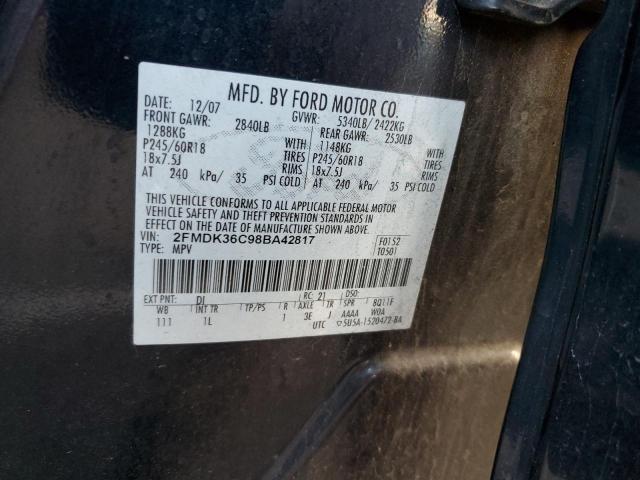 MFD. BY FORD MOTOR CO.
DATE: 12/07 GVWR: 5340LB/2422KG
FRONT GAWR: 2840LB REAR GAWR: 2530LB
1288KG WITH 1148KG WITH
P245/60R18 TIRES P245/60R18 TIRES
18x7.5J RIMS 18x7.5J RIMS
AT 240 kPa/ 35 PSI COLD AT 240 kPa/ 35 PSI COLD
THIS VEHICLE CONFORMS TO ALL APPLICABLE FEDERAL MOTOR
VEHICLE SAFETY AND THEFT PREVENTION STANDARDS IN
EFFECT ON THE DATE OF MANUFACTURE SHOWN ABOVE.
VIN: 2FMDK36C98BA42817 F0152
TYPE: MPV T0501
EXT PNT: DI RC: 21 DSO:
WB INT TR TP/PS R AXLE TR SPR 8Q11F
111 1L 1 3E J AAAA W0A
UTC ▽5U5A-1520472-BA